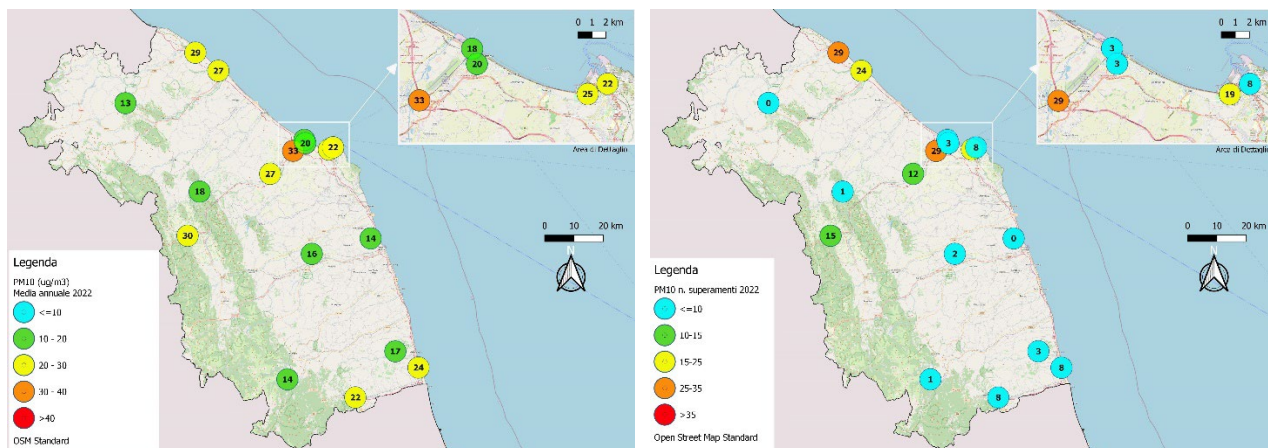 0 1 2 km
29
27
18
20
13
33
25
22
Area di Dettaglio
20
33
22
27
18
30
14
16
0 10 20 km
N
17
24
14
22
Legenda
PM10 (ug/m3)
Media annuale 2022
<=10
10 - 20
20 - 30
30 - 40
>40
OSM Standard
0 1 2 km
29
24
3
3
0
29
19
8
Area di Dettaglio
3
29
8
12
1
15
0
2
0 10 20 km
N
3
8
1
8
Legenda
PM10 n. superamenti 2022
<=10
10-15
15-25
25-35
>35
Open Street Map Standard